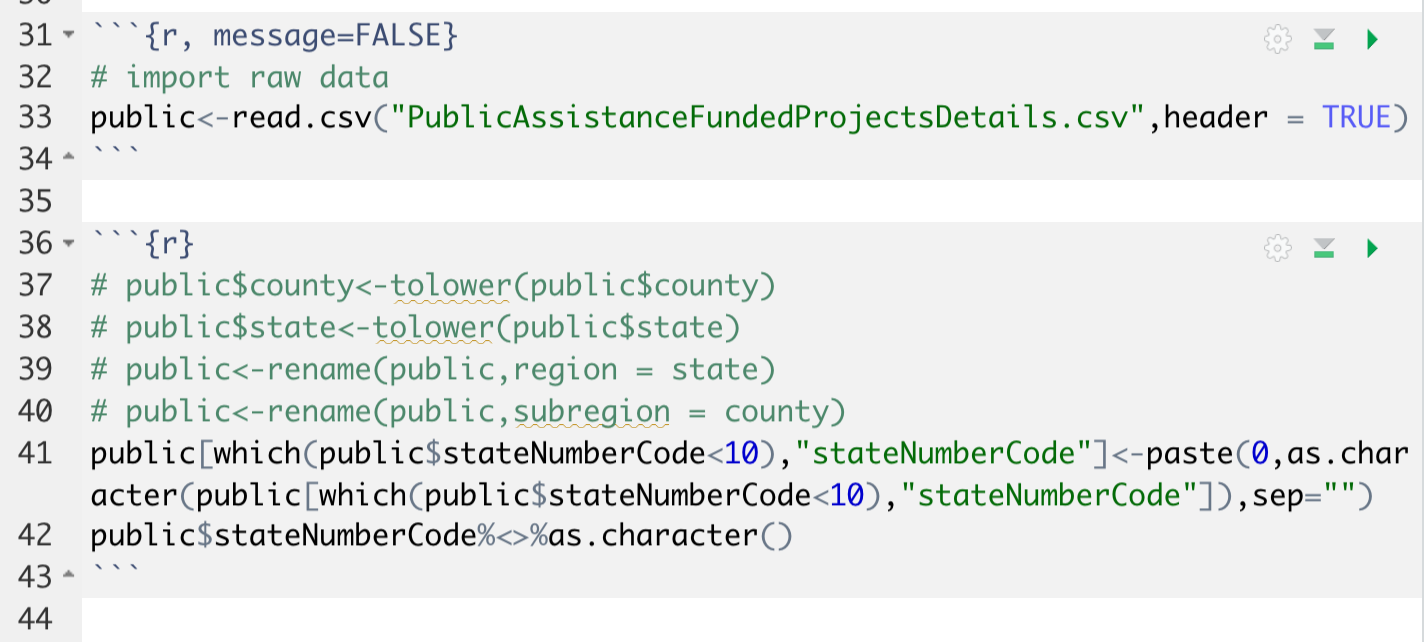 31 ```{r, message=FALSE}
32 # import raw data
33 public<-read.csv("PublicAssistanceFundedProjectsDetails.csv",header = TRUE)
34 ```
35
36 ```{r}
37 # public$county<-tolower(public$county)
38 # public$state<-tolower(public$state)
39 # public<-rename(public,region = state)
40 # public<-rename(public,subregion = county)
41 public[which(public$stateNumberCode<10),"stateNumberCode"]<-paste(0,as.char
acter(public[which(public$stateNumberCode<10),"stateNumberCode"]),sep="")
42 public$stateNumberCode%<>%as.character()
43 ```
44